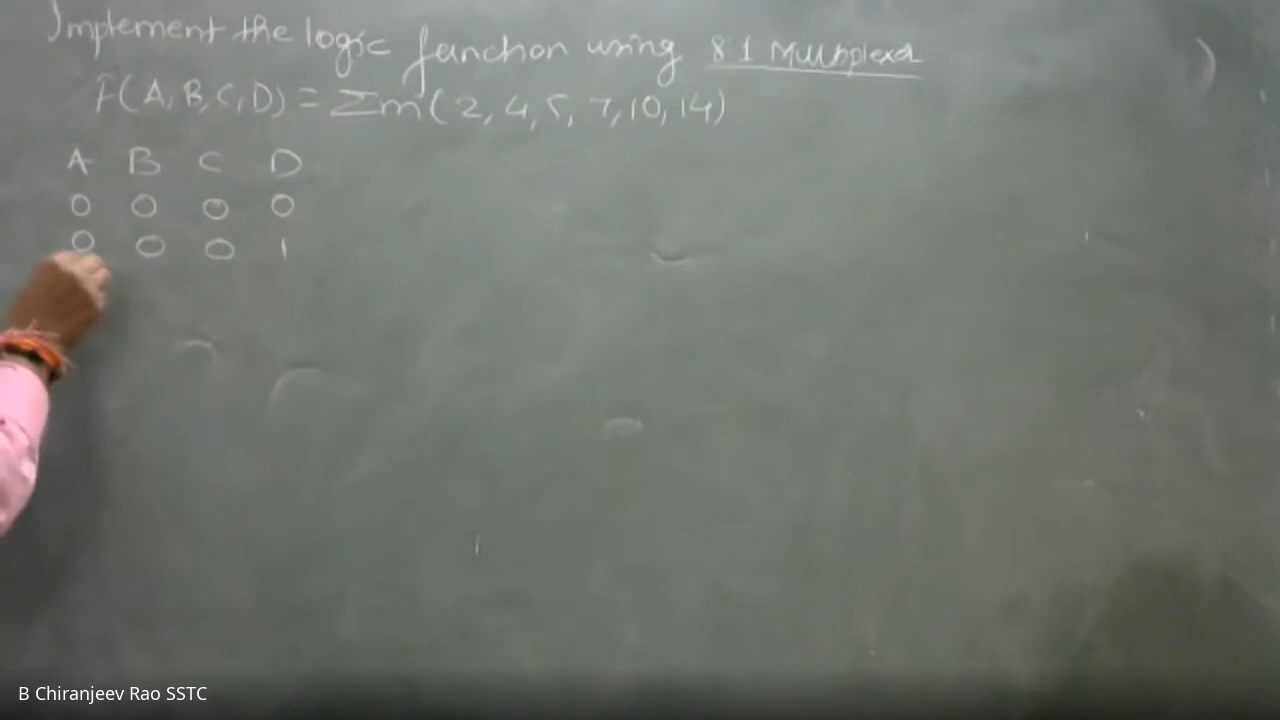 Implement the logic function using 8:1 Multiplexer
F(A,B,C,D) = Σm(2,4,5,7,10,14)
A B C D
0 0 0 0
0 0 0 1
B Chiranjeev Rao SSTC